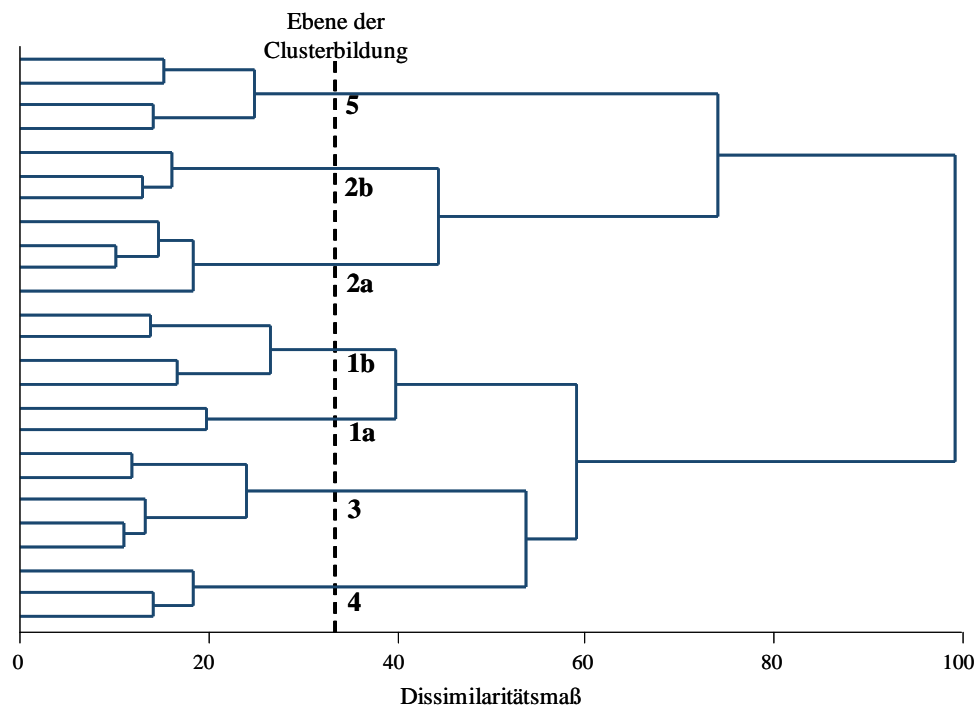 Ebene der
Clusterbildung
5
2b
2a
1b
1a
3
4
0 20 40 60 80 100
Dissimilaritätsmaß